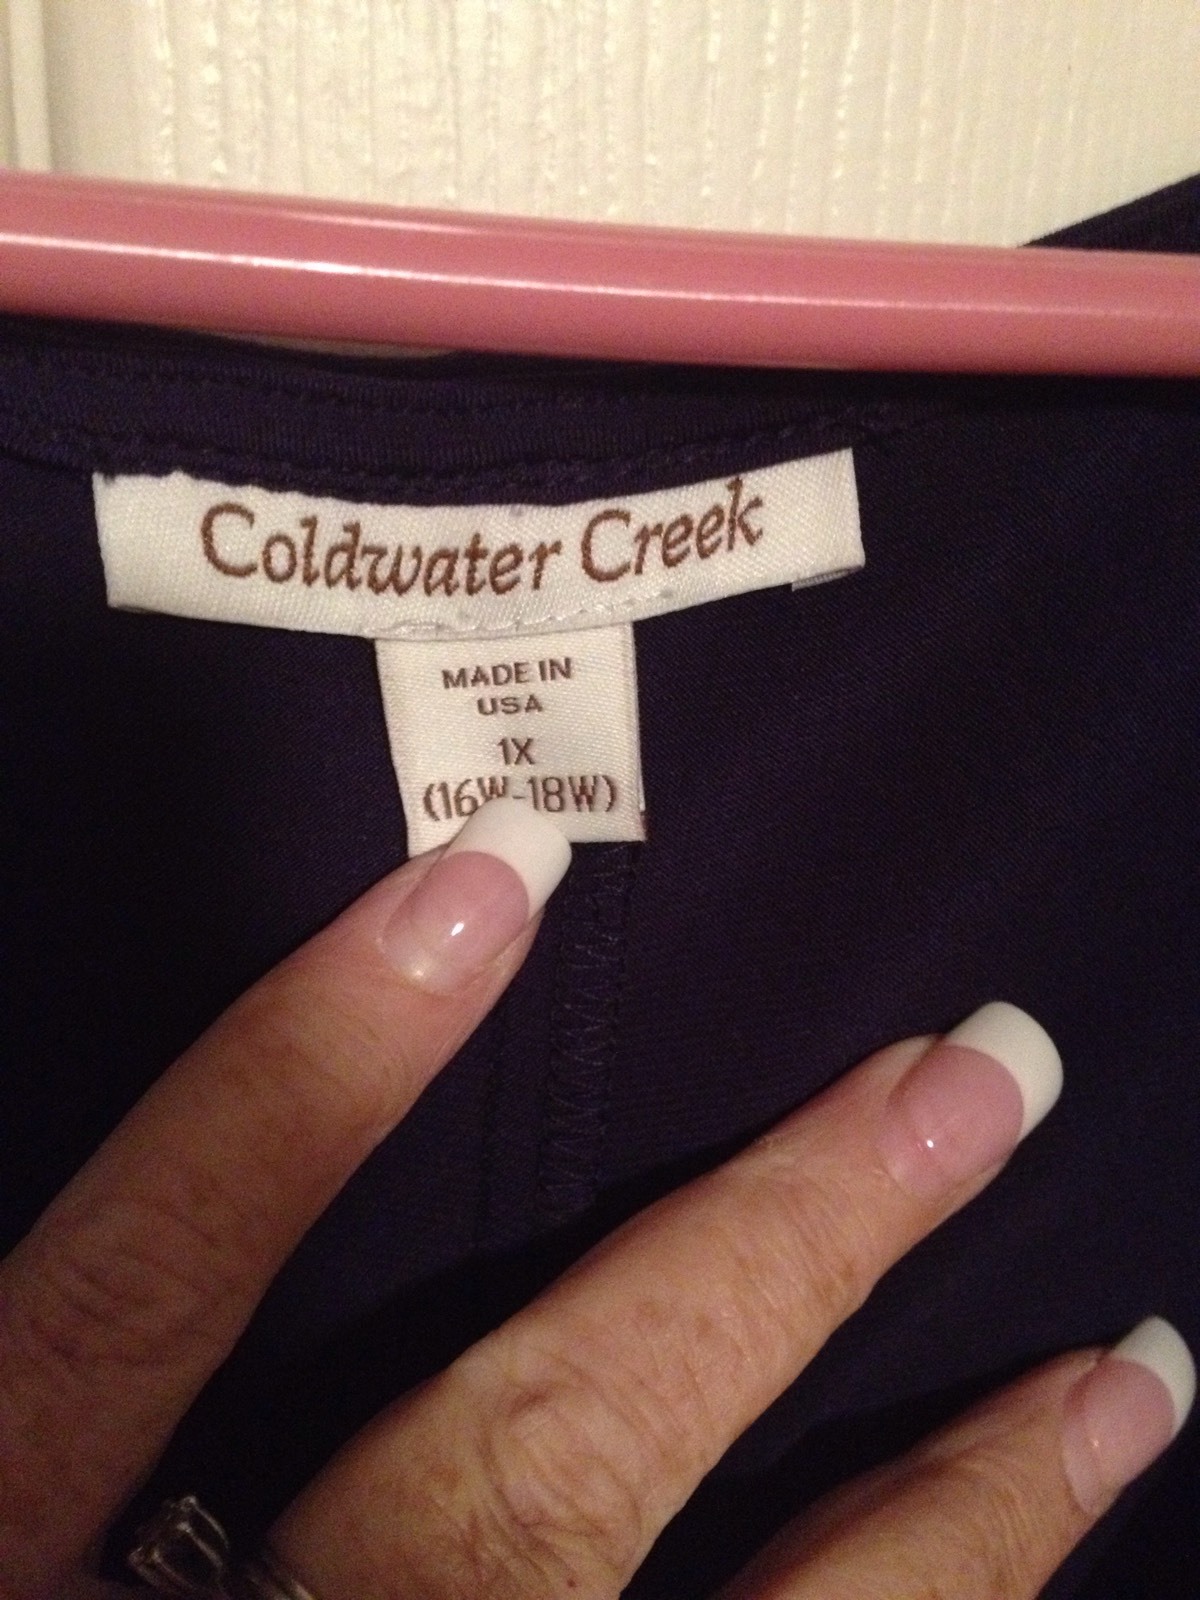 Coldwater Creek
MADE IN
USA
1X
(16W-18W)